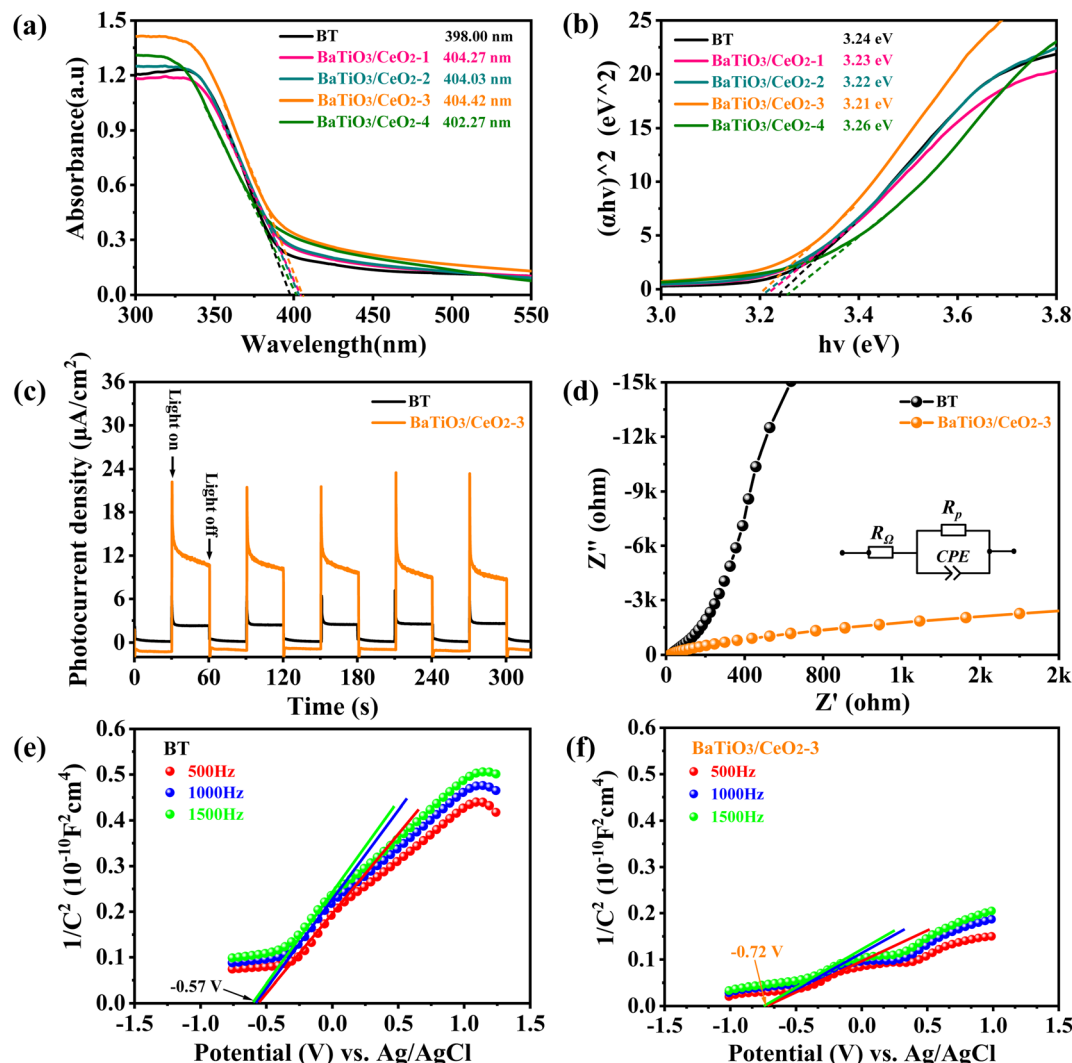 (a)
1.5
1.2
0.9
0.6
0.3
0.0
Absorbance(a.u)
BT 398.00 nm
BaTiO3/CeO2-1 404.27 nm
BaTiO3/CeO2-2 404.03 nm
BaTiO3/CeO2-3 404.42 nm
BaTiO3/CeO2-4 402.27 nm
300 350 400 450 500 550
Wavelength(nm)
(b)
25
20
15
10
5
0
(αhν)^2 (eV^2)
BT 3.24 eV
BaTiO3/CeO2-1 3.23 eV
BaTiO3/CeO2-2 3.22 eV
BaTiO3/CeO2-3 3.21 eV
BaTiO3/CeO2-4 3.26 eV
3.0 3.2 3.4 3.6 3.8
hν (eV)
(c)
36
30
24
18
12
6
0
Photocurrent density (μA/cm²)
Light on
Light off
BT
BaTiO3/CeO2-3
0 60 120 180 240 300
Time (s)
(d)
-15k
-12k
-9k
-6k
-3k
0
Z'' (ohm)
BT
BaTiO3/CeO2-3
RΩ
Rp
CPE
0 400 800 1k 2k 2k
Z' (ohm)
(e)
0.6
0.5
0.4
0.3
0.2
0.1
0.0
1/C² (10⁻¹⁰F²cm⁴)
BT
500Hz
1000Hz
1500Hz
-0.57 V
-1.5 -1.0 -0.5 0.0 0.5 1.0 1.5
Potential (V) vs. Ag/AgCl
(f)
0.6
0.5
0.4
0.3
0.2
0.1
0.0
1/C² (10⁻¹⁰F²cm⁴)
BaTiO3/CeO2-3
500Hz
1000Hz
1500Hz
-0.72 V
-1.5 -1.0 -0.5 0.0 0.5 1.0 1.5
Potential (V) vs. Ag/AgCl